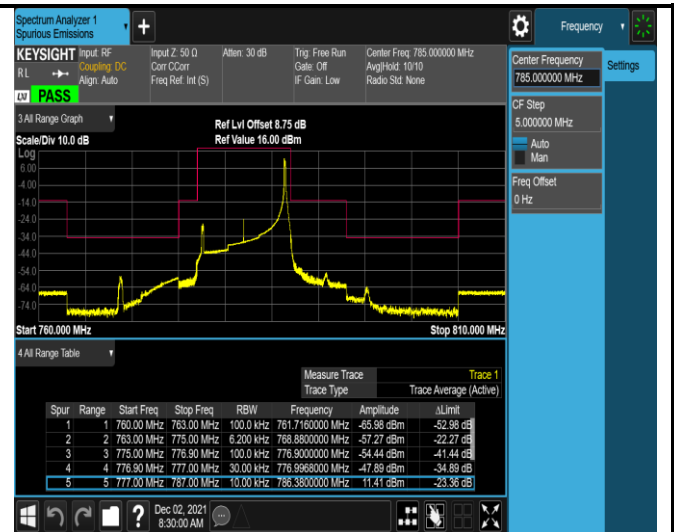 Spectrum Analyzer 1
Spurious Emissions
+
Frequency
KEYSIGHT Input: RF Input Z: 50 Ω Atten: 30 dB Trig: Free Run Center Freq: 785.000000 MHz
RL Coupling: DC Corr CCorr Gate: Off Avg|Hold: 10/10
Align: Auto Freq Ref: Int (S) IF Gain: Low Radio Std: None
LXI PASS
Center Frequency
785.000000 MHz
Settings
CF Step
5.000000 MHz
Auto
Man
Freq Offset
0 Hz
3 All Range Graph
Ref Lvl Offset 8.75 dB
Scale/Div 10.0 dB Ref Value 16.00 dBm
Log
6.00
-4.00
-14.0
-24.0
-34.0
-44.0
-54.0
-64.0
-74.0
Start 760.000 MHz Stop 810.000 MHz
4 All Range Table
Measure Trace Trace 1
Trace Type Trace Average (Active)
Spur Range Start Freq Stop Freq RBW Frequency Amplitude ΔLimit
1 1 760.00 MHz 763.00 MHz 100.0 kHz 761.7160000 MHz -65.98 dBm -52.98 dB
2 2 763.00 MHz 775.00 MHz 6.200 kHz 768.8800000 MHz -57.27 dBm -22.27 dB
3 3 775.00 MHz 776.90 MHz 100.0 kHz 776.9000000 MHz -54.44 dBm -41.44 dB
4 4 776.90 MHz 777.00 MHz 30.00 kHz 776.9968000 MHz -47.89 dBm -34.89 dB
5 5 777.00 MHz 787.00 MHz 10.00 kHz 786.3800000 MHz 11.41 dBm -23.36 dB
? Dec 02, 2021
8:30:00 AM